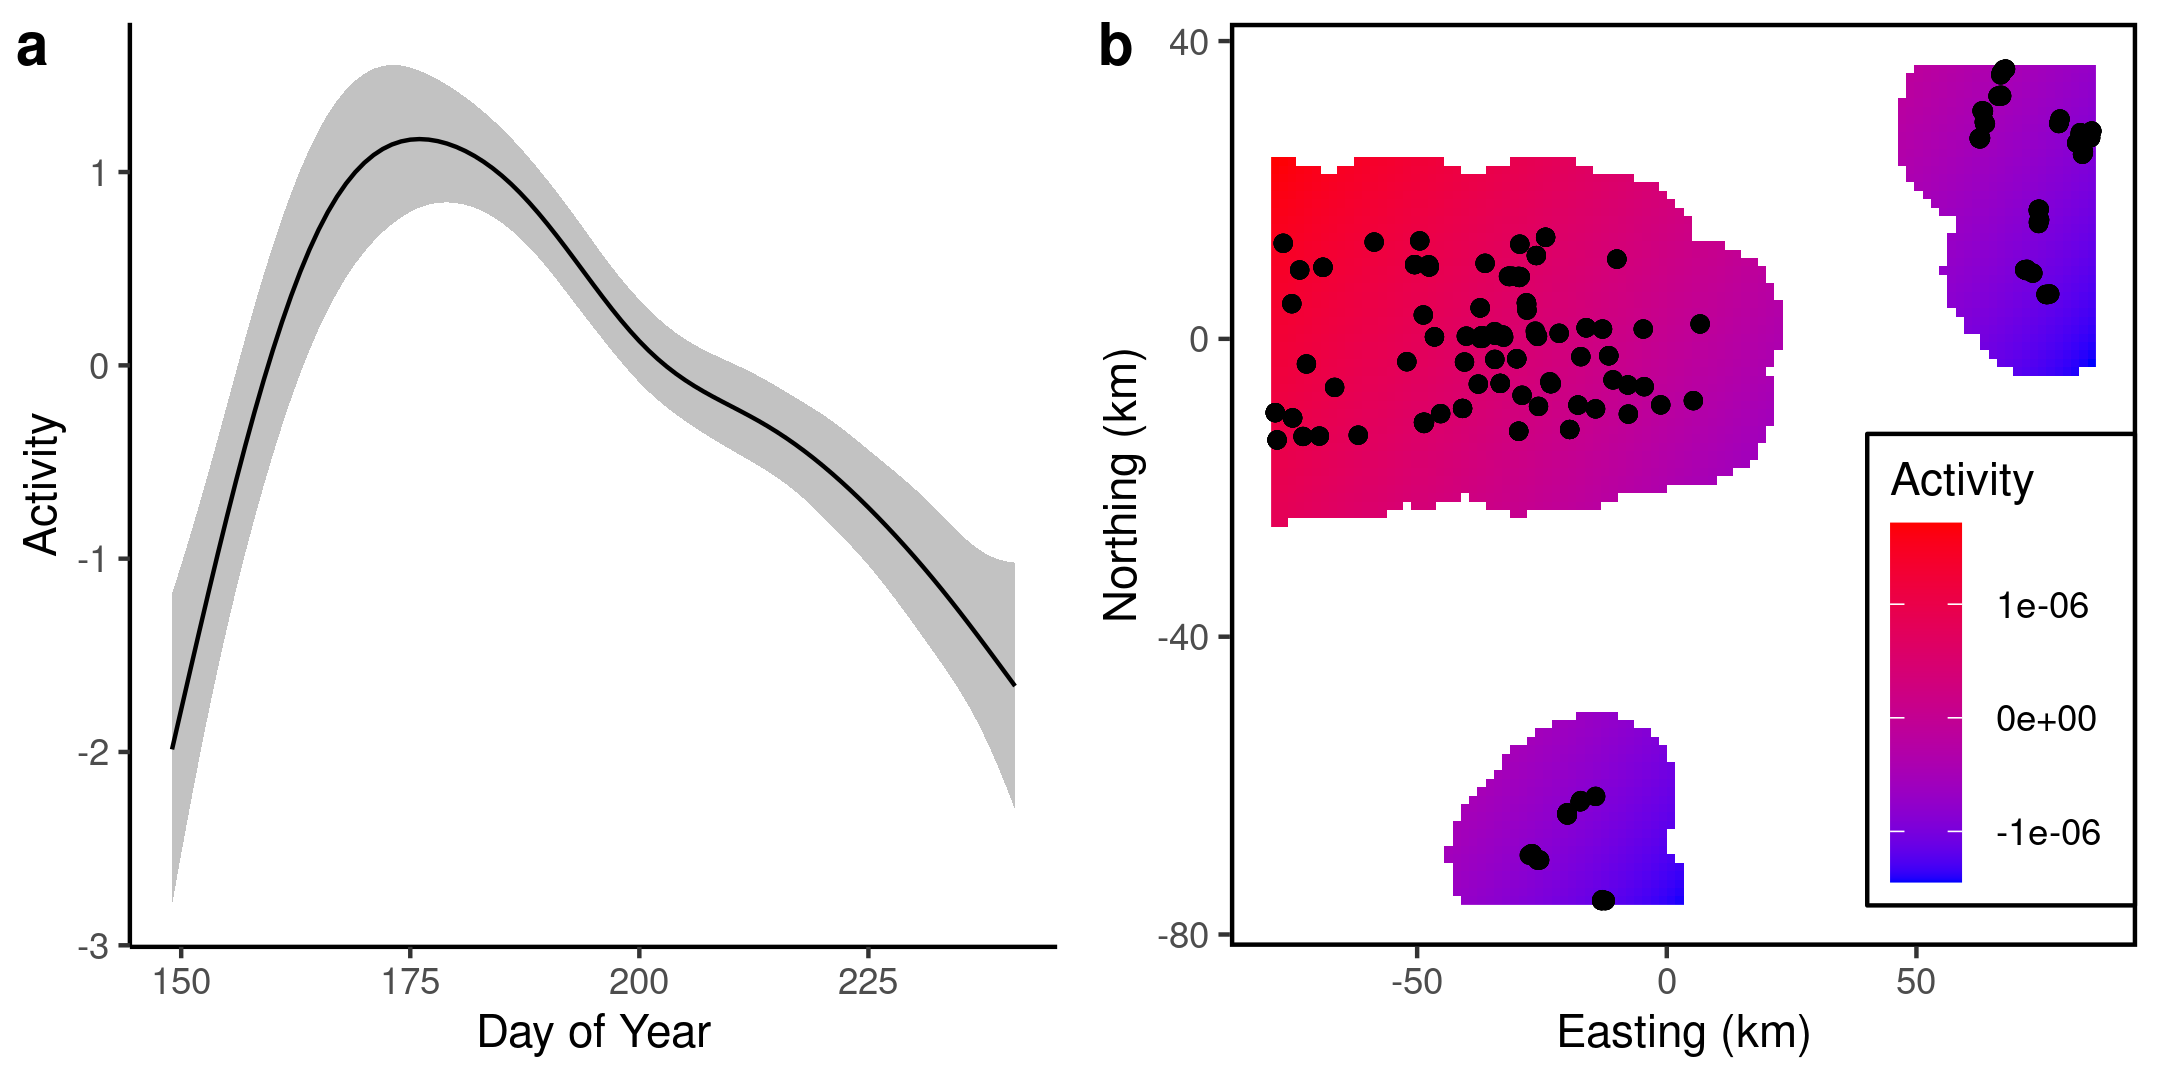 a
Activity
1
0
-1
-2
-3
150 175 200 225
Day of Year
b
Northing (km)
40
0
-40
-80
-50 0 50
Easting (km)
Activity
1e-06
0e+00
-1e-06